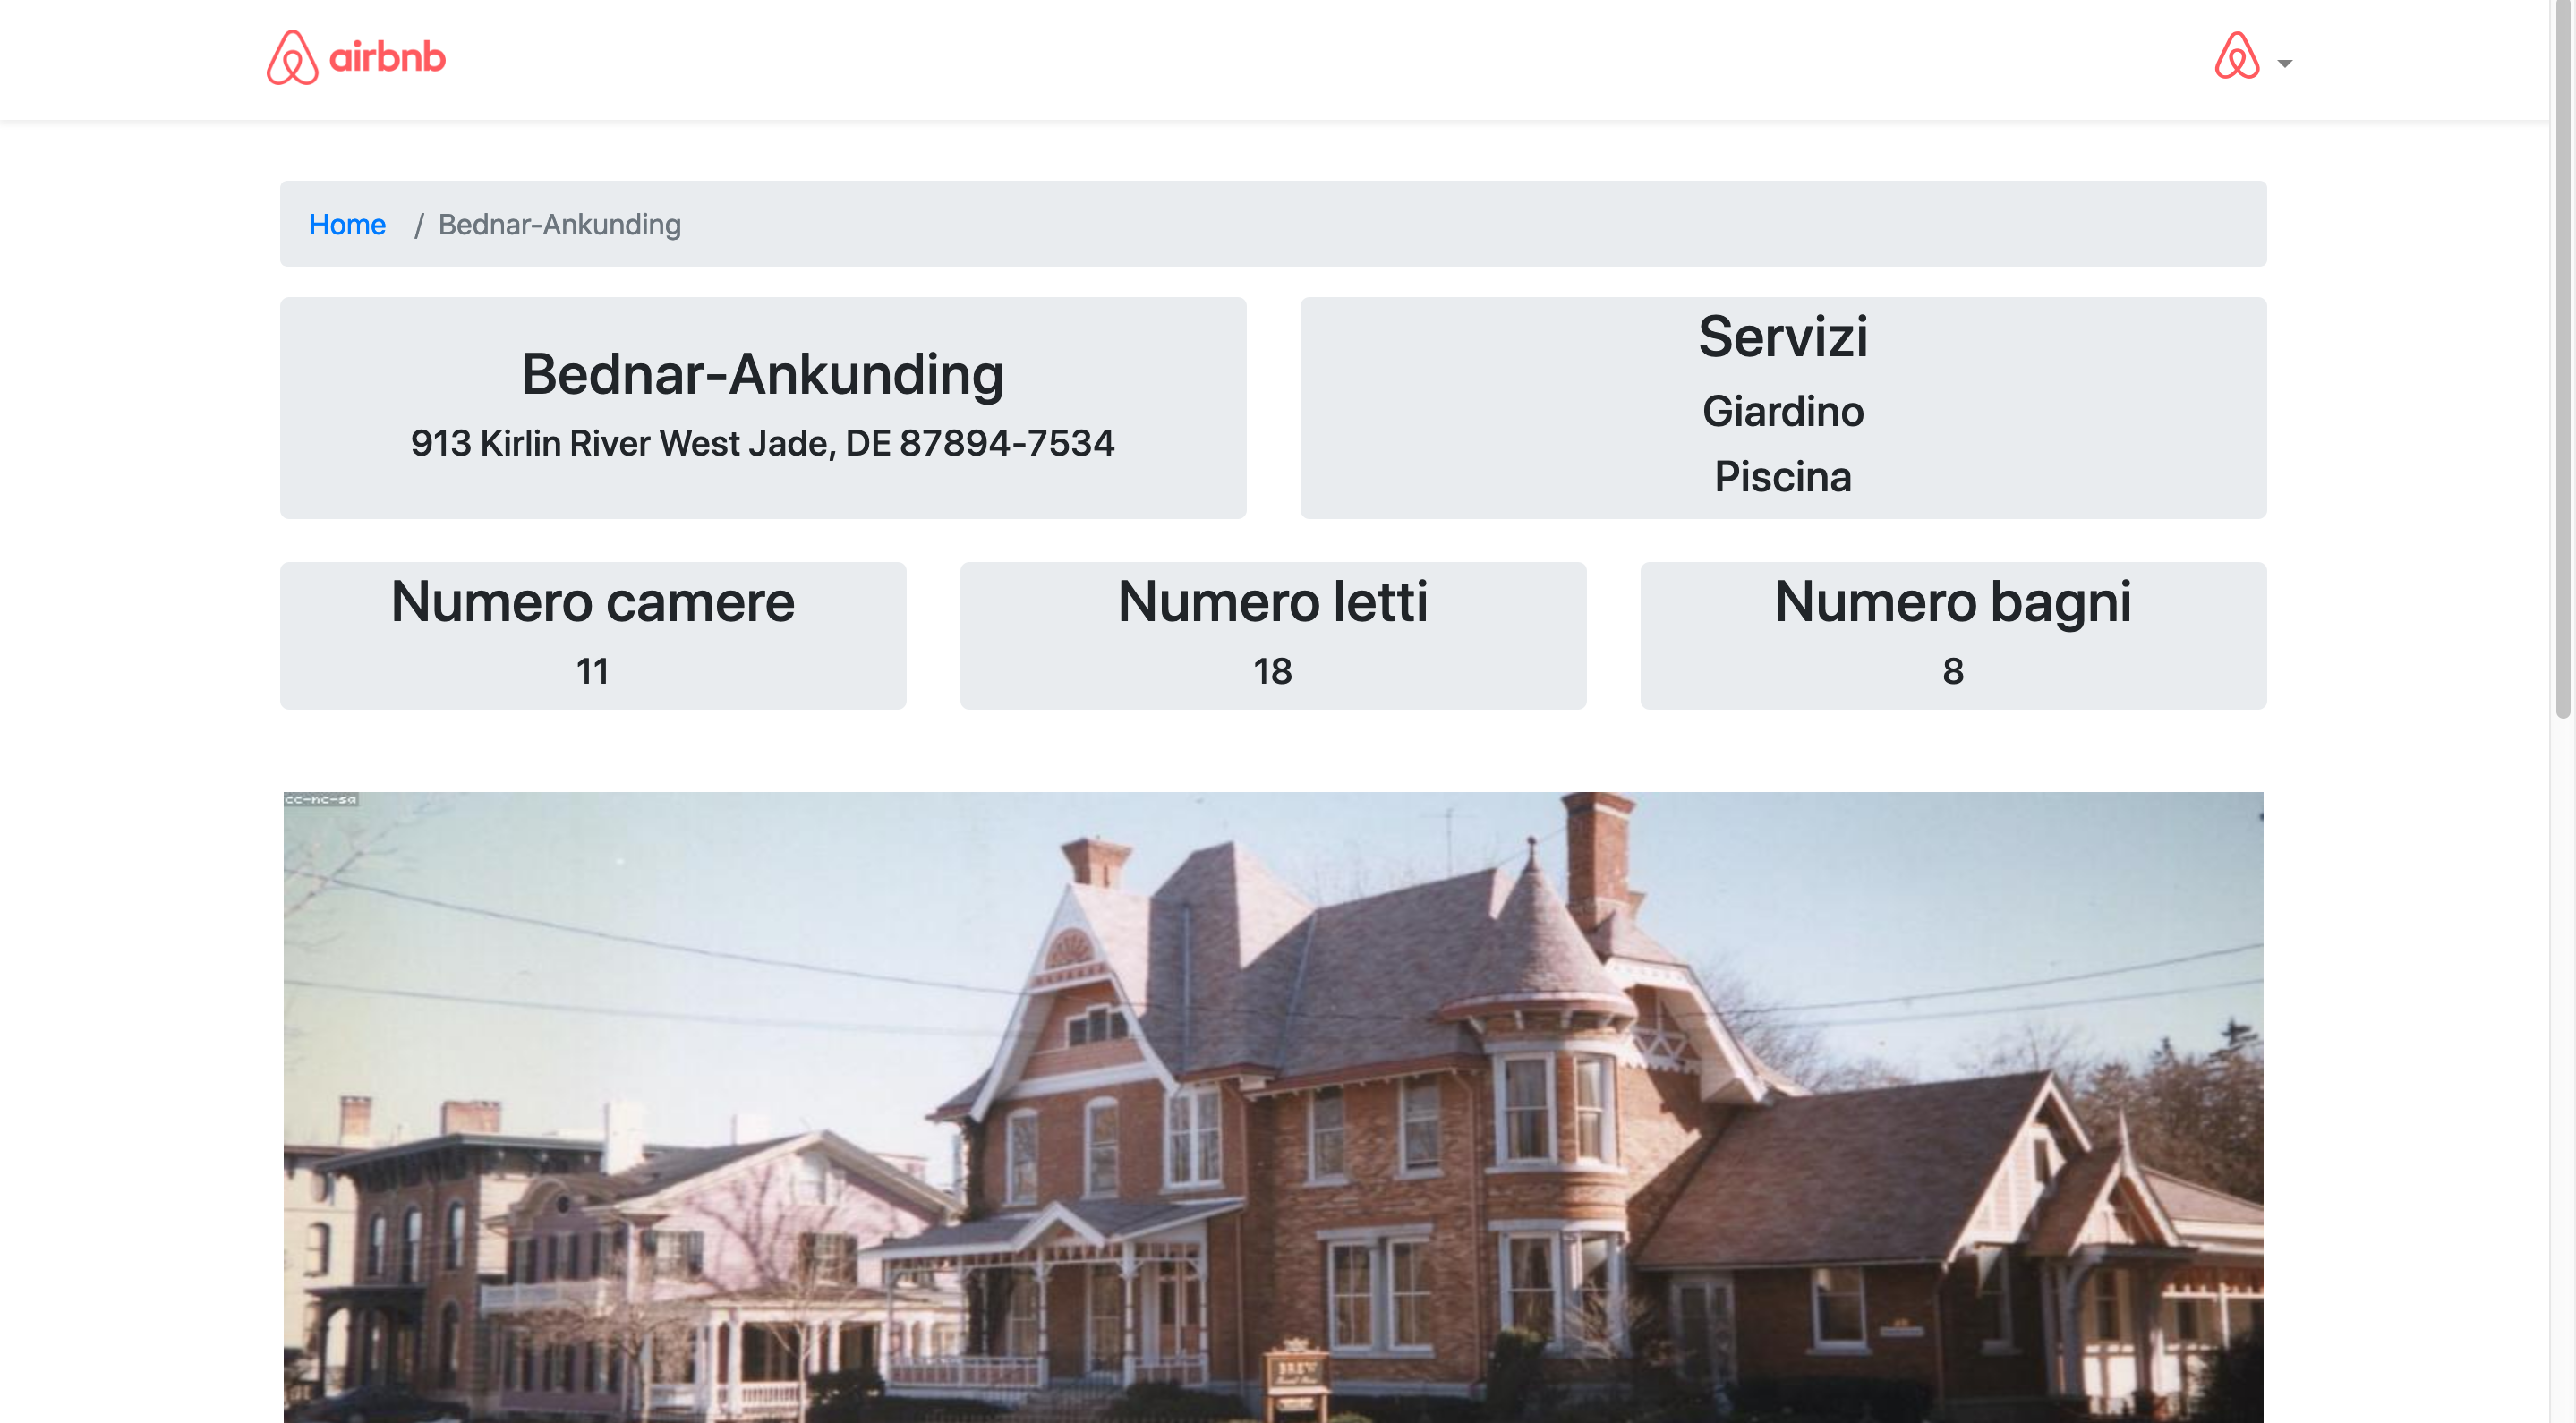 airbnb
Home / Bednar-Ankunding
Bednar-Ankunding
913 Kirlin River West Jade, DE 87894-7534
Servizi
Giardino
Piscina
Numero camere
11
Numero letti
18
Numero bagni
8
cc-nc-sa
BREW